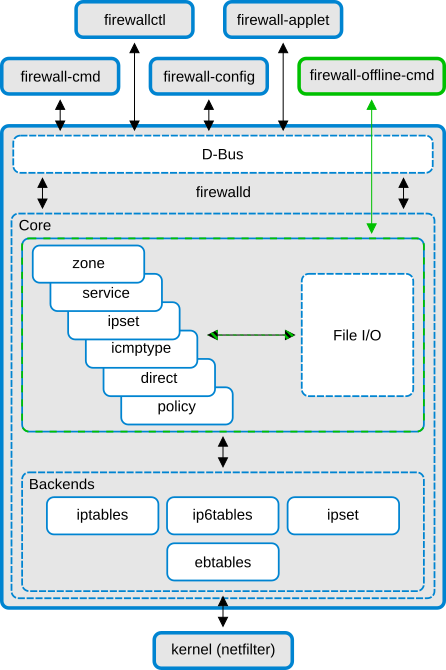 firewallctl
firewall-applet
firewall-cmd
firewall-config
firewall-offline-cmd
D-Bus
firewalld
Core
zone
service
ipset
icmptype
direct
policy
File I/O
Backends
iptables
ip6tables
ipset
ebtables
kernel (netfilter)